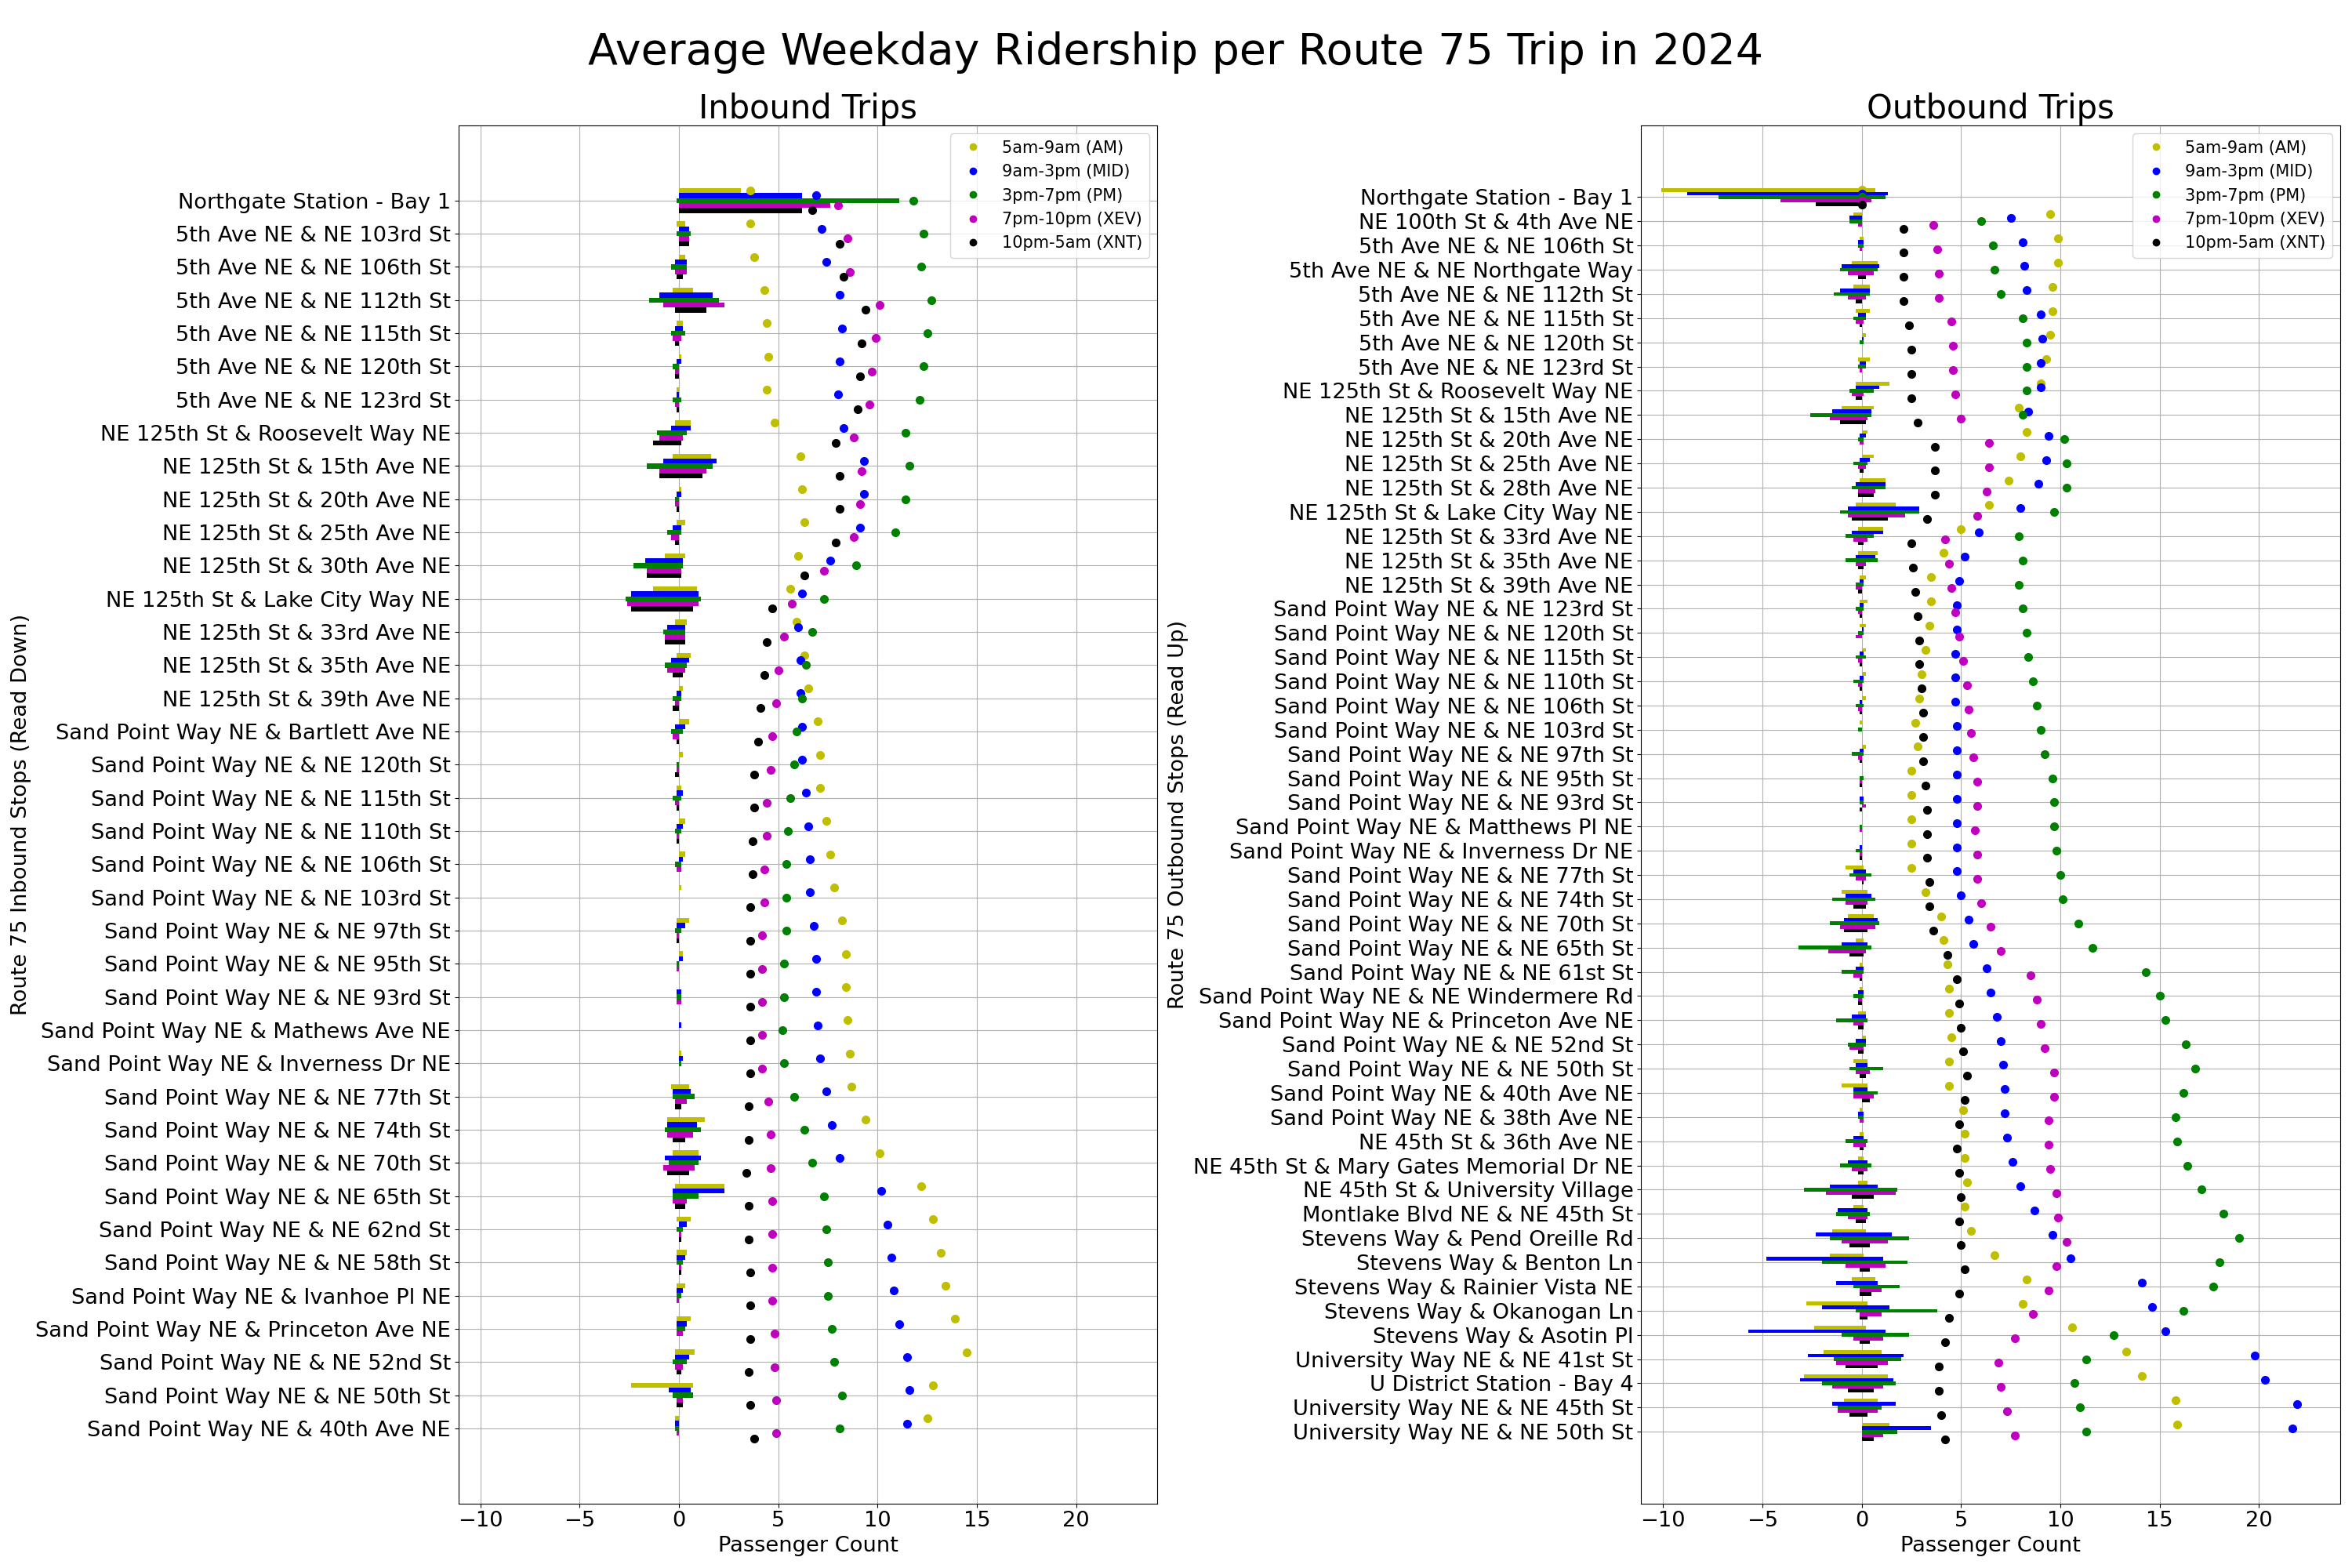 Average Weekday Ridership per Route 75 Trip in 2024
Inbound Trips
5am-9am (AM)
9am-3pm (MID)
3pm-7pm (PM)
7pm-10pm (XEV)
10pm-5am (XNT)
Route 75 Inbound Stops (Read Down)
Northgate Station - Bay 1
5th Ave NE & NE 103rd St
5th Ave NE & NE 106th St
5th Ave NE & NE 112th St
5th Ave NE & NE 115th St
5th Ave NE & NE 120th St
5th Ave NE & NE 123rd St
NE 125th St & Roosevelt Way NE
NE 125th St & 15th Ave NE
NE 125th St & 20th Ave NE
NE 125th St & 25th Ave NE
NE 125th St & 30th Ave NE
NE 125th St & Lake City Way NE
NE 125th St & 33rd Ave NE
NE 125th St & 35th Ave NE
NE 125th St & 39th Ave NE
Sand Point Way NE & Bartlett Ave NE
Sand Point Way NE & NE 120th St
Sand Point Way NE & NE 115th St
Sand Point Way NE & NE 110th St
Sand Point Way NE & NE 106th St
Sand Point Way NE & NE 103rd St
Sand Point Way NE & NE 97th St
Sand Point Way NE & NE 95th St
Sand Point Way NE & NE 93rd St
Sand Point Way NE & Mathews Ave NE
Sand Point Way NE & Inverness Dr NE
Sand Point Way NE & NE 77th St
Sand Point Way NE & NE 74th St
Sand Point Way NE & NE 70th St
Sand Point Way NE & NE 65th St
Sand Point Way NE & NE 62nd St
Sand Point Way NE & NE 58th St
Sand Point Way NE & Ivanhoe Pl NE
Sand Point Way NE & Princeton Ave NE
Sand Point Way NE & NE 52nd St
Sand Point Way NE & NE 50th St
Sand Point Way NE & 40th Ave NE
−10 −5 0 5 10 15 20
Passenger Count
Outbound Trips
5am-9am (AM)
9am-3pm (MID)
3pm-7pm (PM)
7pm-10pm (XEV)
10pm-5am (XNT)
Route 75 Outbound Stops (Read Up)
Northgate Station - Bay 1
NE 100th St & 4th Ave NE
5th Ave NE & NE 106th St
5th Ave NE & NE Northgate Way
5th Ave NE & NE 112th St
5th Ave NE & NE 115th St
5th Ave NE & NE 120th St
5th Ave NE & NE 123rd St
NE 125th St & Roosevelt Way NE
NE 125th St & 15th Ave NE
NE 125th St & 20th Ave NE
NE 125th St & 25th Ave NE
NE 125th St & 28th Ave NE
NE 125th St & Lake City Way NE
NE 125th St & 33rd Ave NE
NE 125th St & 35th Ave NE
NE 125th St & 39th Ave NE
Sand Point Way NE & NE 123rd St
Sand Point Way NE & NE 120th St
Sand Point Way NE & NE 115th St
Sand Point Way NE & NE 110th St
Sand Point Way NE & NE 106th St
Sand Point Way NE & NE 103rd St
Sand Point Way NE & NE 97th St
Sand Point Way NE & NE 95th St
Sand Point Way NE & NE 93rd St
Sand Point Way NE & Matthews Pl NE
Sand Point Way NE & Inverness Dr NE
Sand Point Way NE & NE 77th St
Sand Point Way NE & NE 74th St
Sand Point Way NE & NE 70th St
Sand Point Way NE & NE 65th St
Sand Point Way NE & NE 61st St
Sand Point Way NE & NE Windermere Rd
Sand Point Way NE & Princeton Ave NE
Sand Point Way NE & NE 52nd St
Sand Point Way NE & NE 50th St
Sand Point Way NE & 40th Ave NE
Sand Point Way NE & 38th Ave NE
NE 45th St & 36th Ave NE
NE 45th St & Mary Gates Memorial Dr NE
NE 45th St & University Village
Montlake Blvd NE & NE 45th St
Stevens Way & Pend Oreille Rd
Stevens Way & Benton Ln
Stevens Way & Rainier Vista NE
Stevens Way & Okanogan Ln
Stevens Way & Asotin Pl
University Way NE & NE 41st St
U District Station - Bay 4
University Way NE & NE 45th St
University Way NE & NE 50th St
−10 −5 0 5 10 15 20
Passenger Count